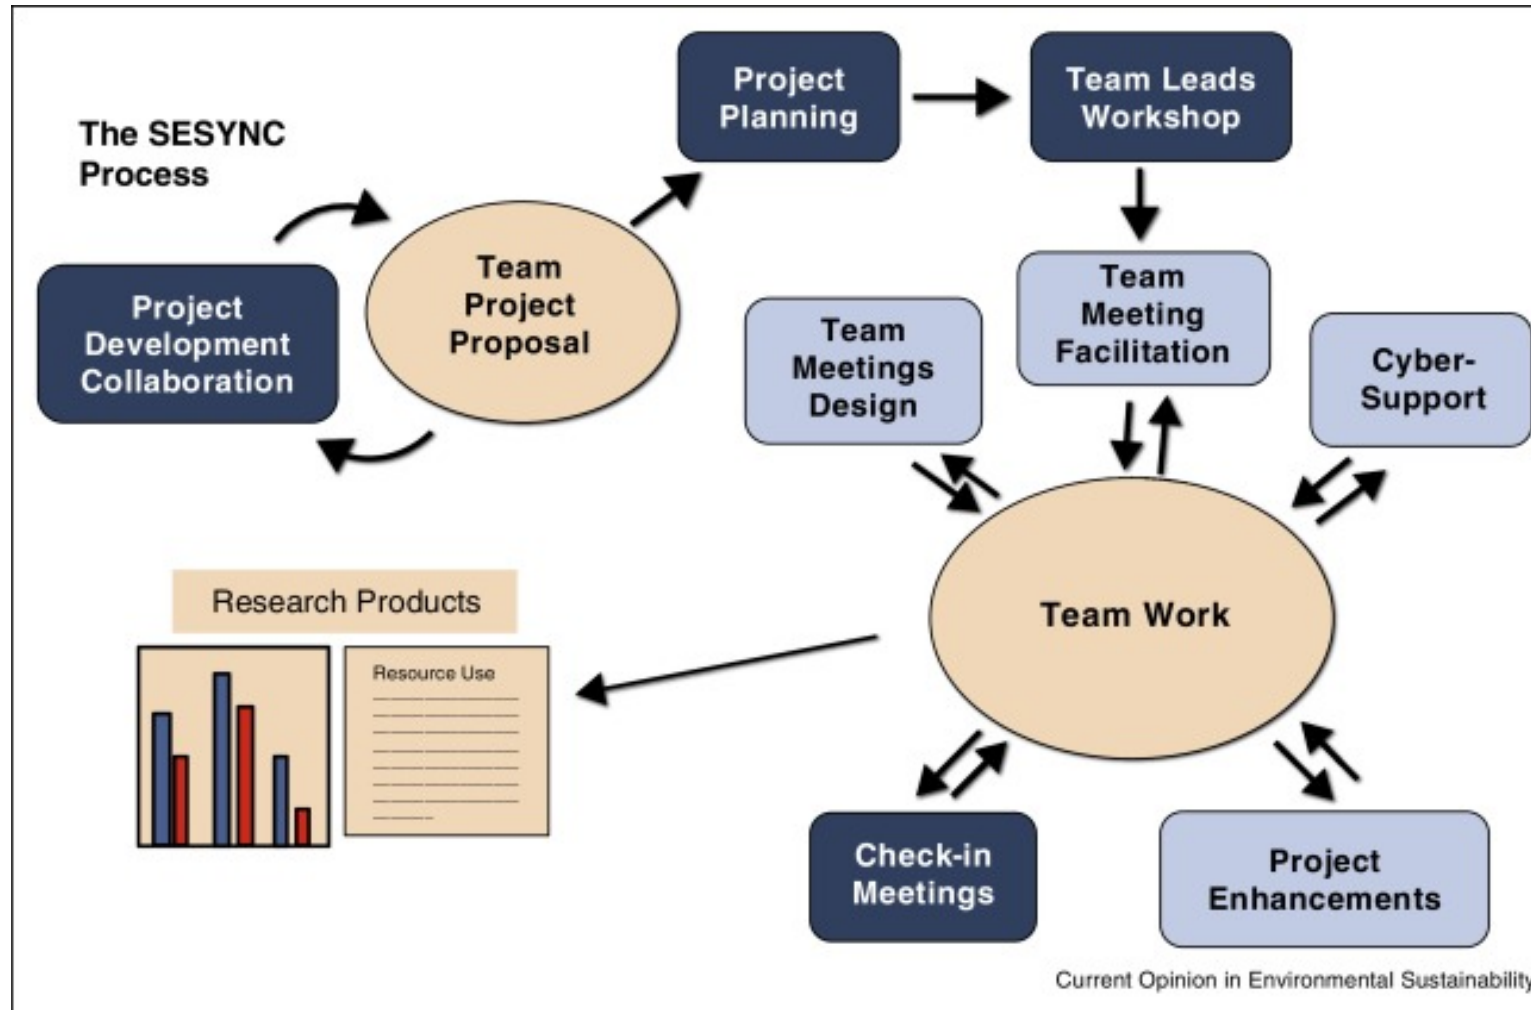 The SESYNC
Process
Project
Development
Collaboration
Team
Project
Proposal
Project
Planning
Team Leads
Workshop
Team
Meeting
Facilitation
Team
Meetings
Design
Cyber-
Support
Team Work
Check-in
Meetings
Project
Enhancements
Research Products
Resource Use
Current Opinion in Environmental Sustainability